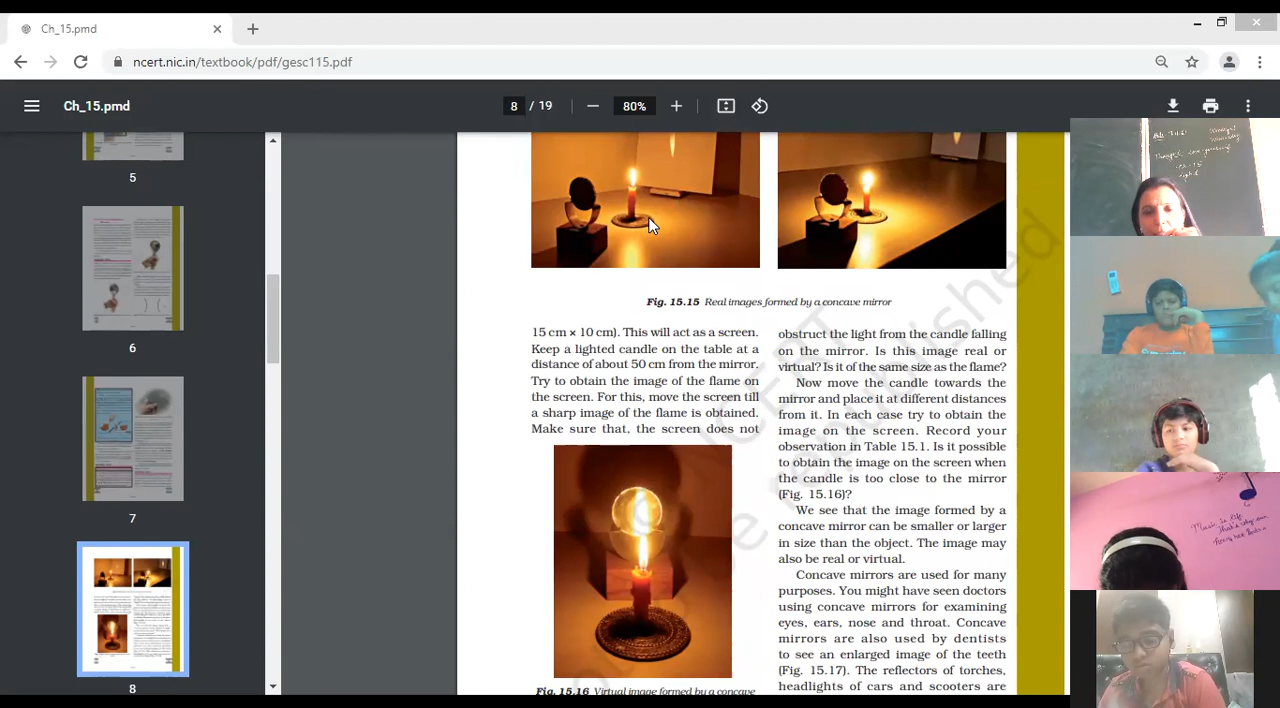 Ch_15.pmd
ncert.nic.in/textbook/pdf/gesc115.pdf
Ch_15.pmd
8 / 19
80%
5
6
7
8
Fig. 15.15 Real images formed by a concave mirror
15 cm × 10 cm). This will act as a screen.
Keep a lighted candle on the table at a
distance of about 50 cm from the mirror.
Try to obtain the image of the flame on
the screen. For this, move the screen till
a sharp image of the flame is obtained.
Make sure that, the screen does not
Fig. 15.16 Virtual image formed by a concave
obstruct the light from the candle falling
on the mirror. Is this image real or
virtual? Is it of the same size as the flame?
Now move the candle towards the
mirror and place it at different distances
from it. In each case try to obtain the
image on the screen. Record your
observation in Table 15.1. Is it possible
to obtain the image on the screen when
the candle is too close to the mirror
(Fig. 15.16)?
We see that the image formed by a
concave mirror can be smaller or larger
in size than the object. The image may
also be real or virtual.
Concave mirrors are used for many
purposes. You might have seen doctors
using concave mirrors for examining
eyes, ears, nose and throat. Concave
mirrors are also used by dentists
to see an enlarged image of the teeth
(Fig. 15.17). The reflectors of torches,
headlights of cars and scooters are
NCERT
be republished
Music is life
That's why our